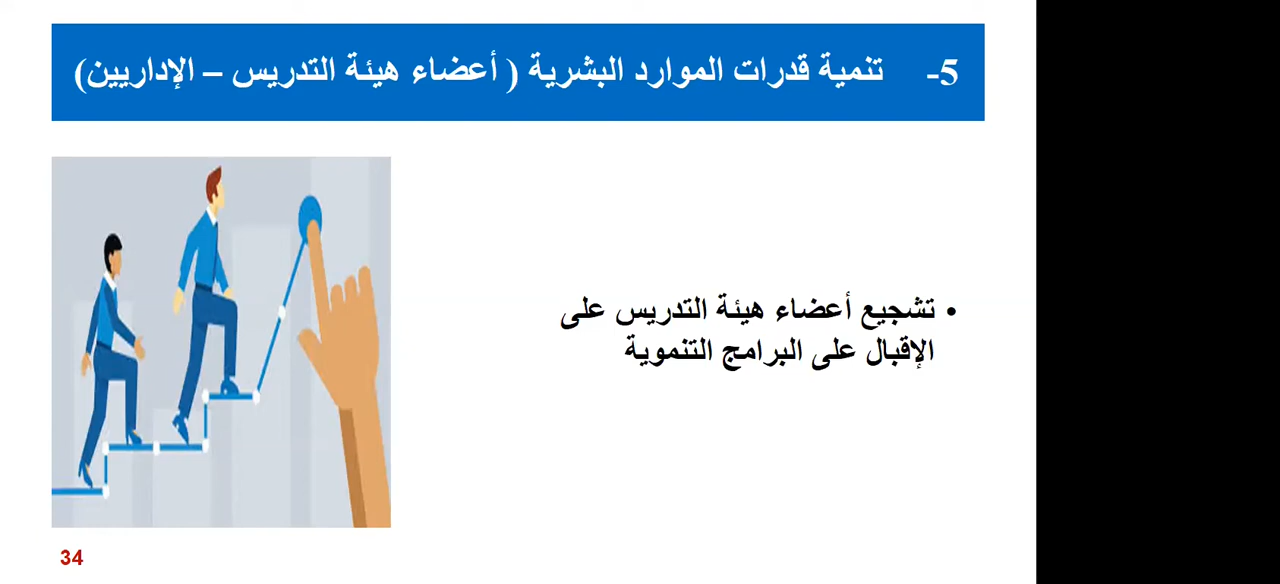 5- تنمية قدرات الموارد البشرية ( أعضاء هيئة التدريس – الإداريين)
• تشجيع أعضاء هيئة التدريس على
الإقبال على البرامج التنموية
34